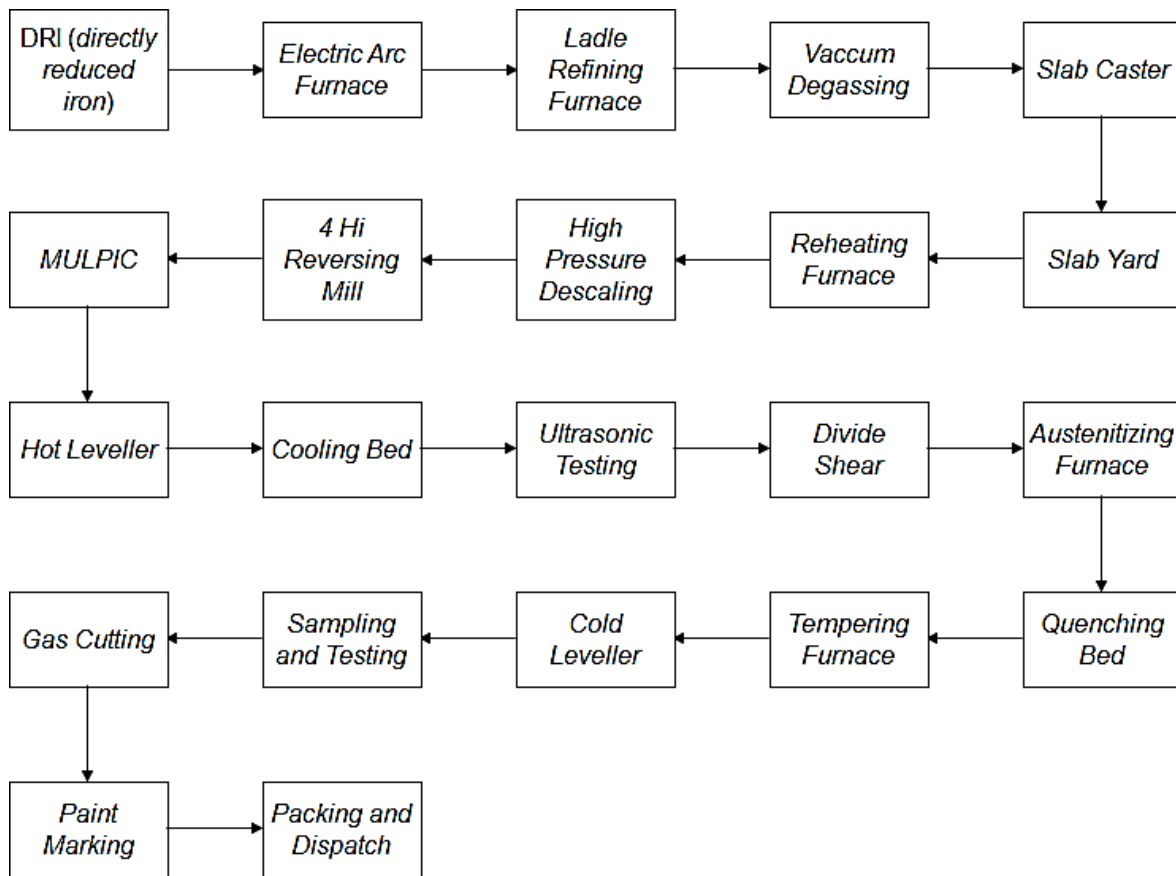 DRI (directly
reduced
iron)
Electric Arc
Furnace
Ladle
Refining
Furnace
Vaccum
Degassing
Slab Caster
MULPIC
4 Hi
Reversing
Mill
High
Pressure
Descaling
Reheating
Furnace
Slab Yard
Hot Leveller
Cooling Bed
Ultrasonic
Testing
Divide
Shear
Austenitizing
Furnace
Gas Cutting
Sampling
and Testing
Cold
Leveller
Tempering
Furnace
Quenching
Bed
Paint
Marking
Packing and
Dispatch